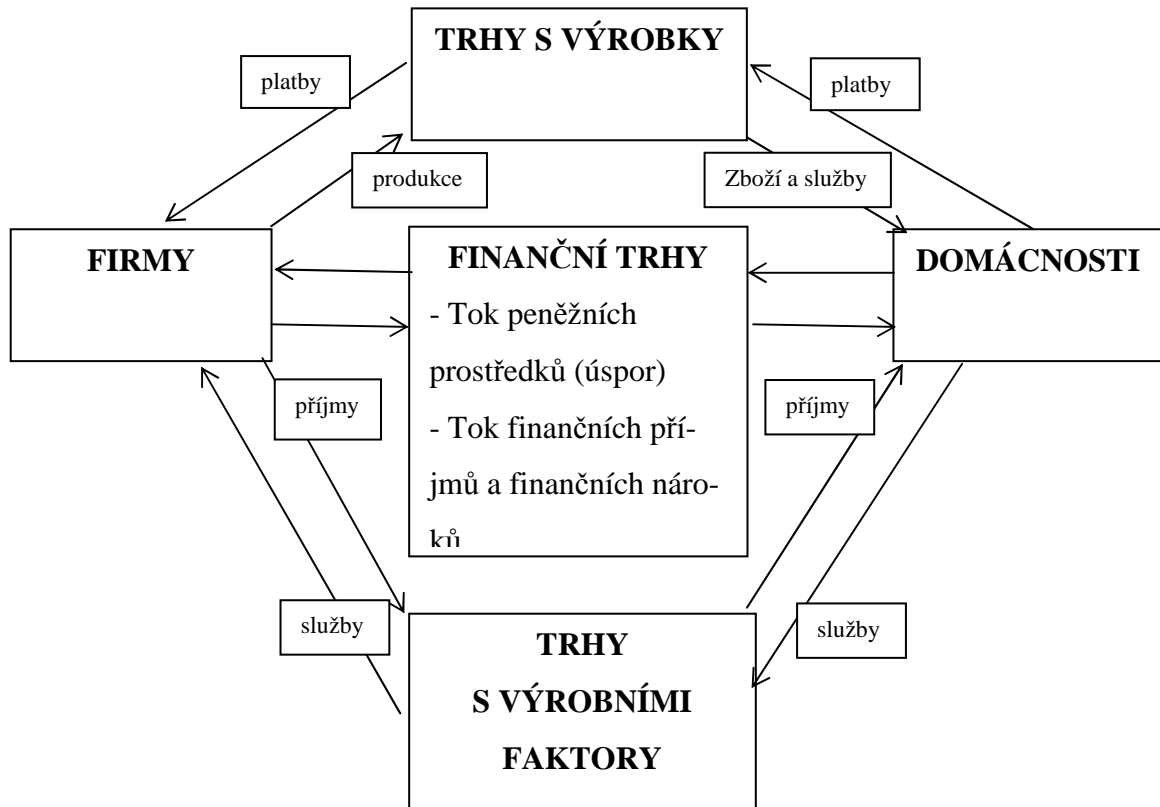 TRHY S VÝROBKY
platby
platby
produkce
Zboží a služby
FIRMY
FINANČNÍ TRHY
- Tok peněžních
prostředků (úspor)
- Tok finančních pří-
jmů a finančních náro-
ků
DOMÁCNOSTI
příjmy
příjmy
služby
služby
TRHY
S VÝROBNÍMI
FAKTORY